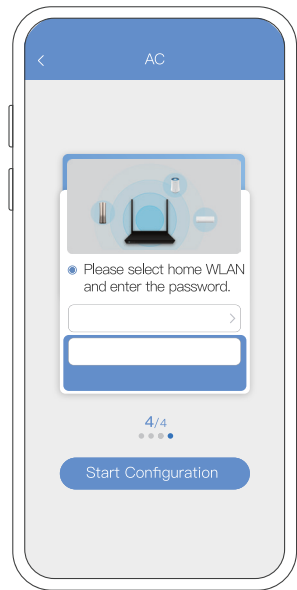 AC
Please select home WLAN
and enter the password.
4/4
Start Configuration